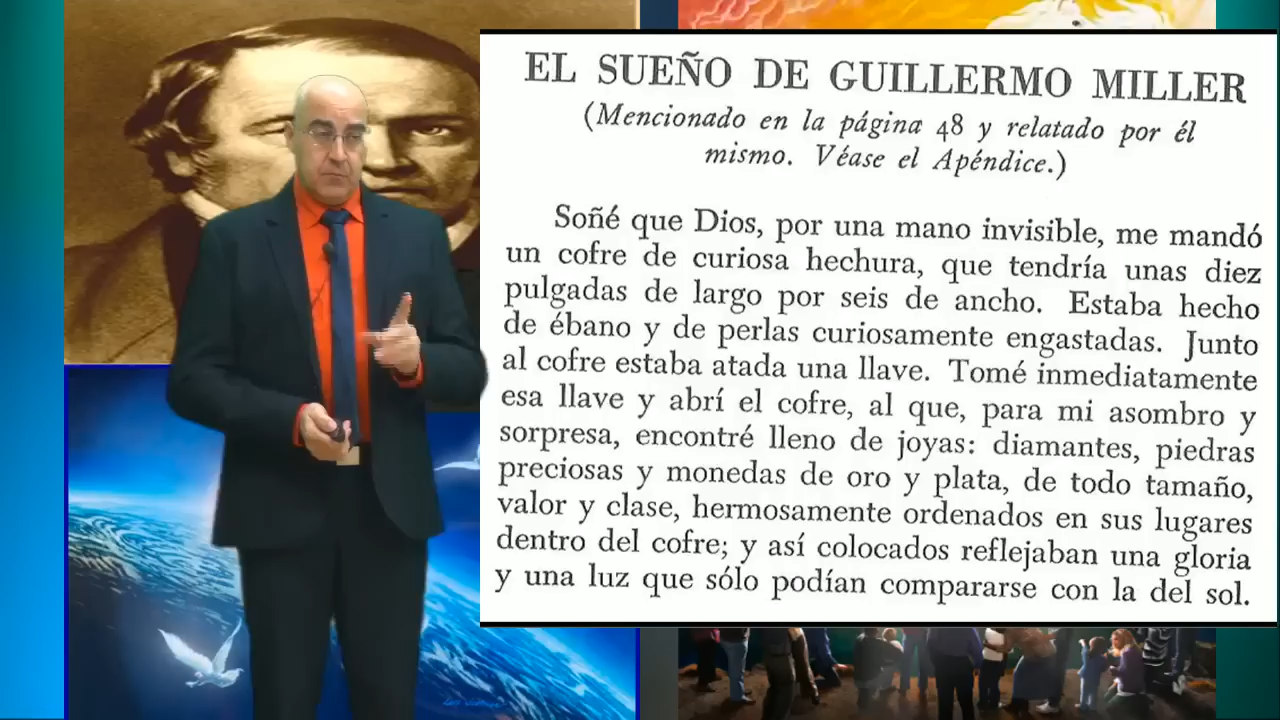 EL SUEÑO DE GUILLERMO MILLER
(Mencionado en la página 48 y relatado por él
mismo. Véase el Apéndice.)
Soñé que Dios, por una mano invisible, me mandó
un cofre de curiosa hechura, que tendría unas diez
pulgadas de largo por seis de ancho. Estaba hecho
de ébano y de perlas curiosamente engastadas. Junto
al cofre estaba atada una llave. Tomé inmediatamente
esa llave y abrí el cofre, al que, para mi asombro y
sorpresa, encontré lleno de joyas: diamantes, piedras
preciosas y monedas de oro y plata, de todo tamaño,
valor y clase, hermosamente ordenados en sus lugares
dentro del cofre; y así colocados reflejaban una gloria
y una luz que sólo podían compararse con la del sol.